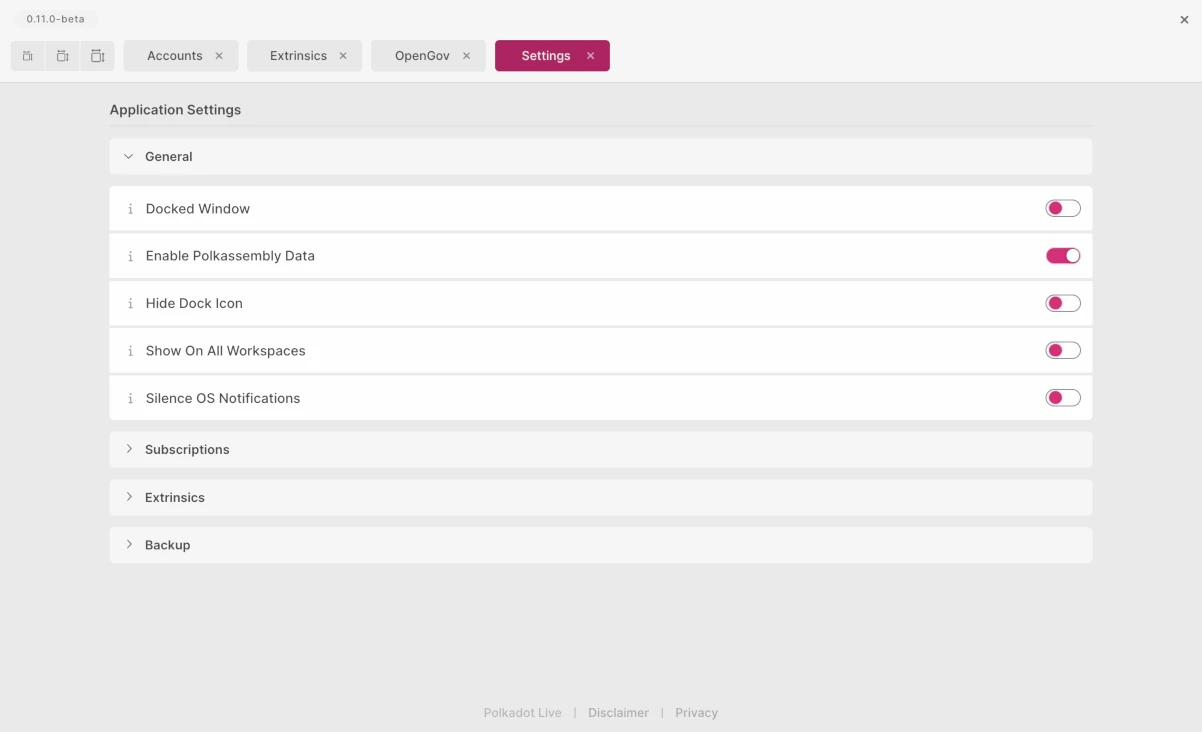 0.11.0-beta
Accounts
Extrinsics
OpenGov
Settings
Application Settings
General
Docked Window
Enable Polkassembly Data
Hide Dock Icon
Show On All Workspaces
Silence OS Notifications
Subscriptions
Extrinsics
Backup
Polkadot Live | Disclaimer | Privacy